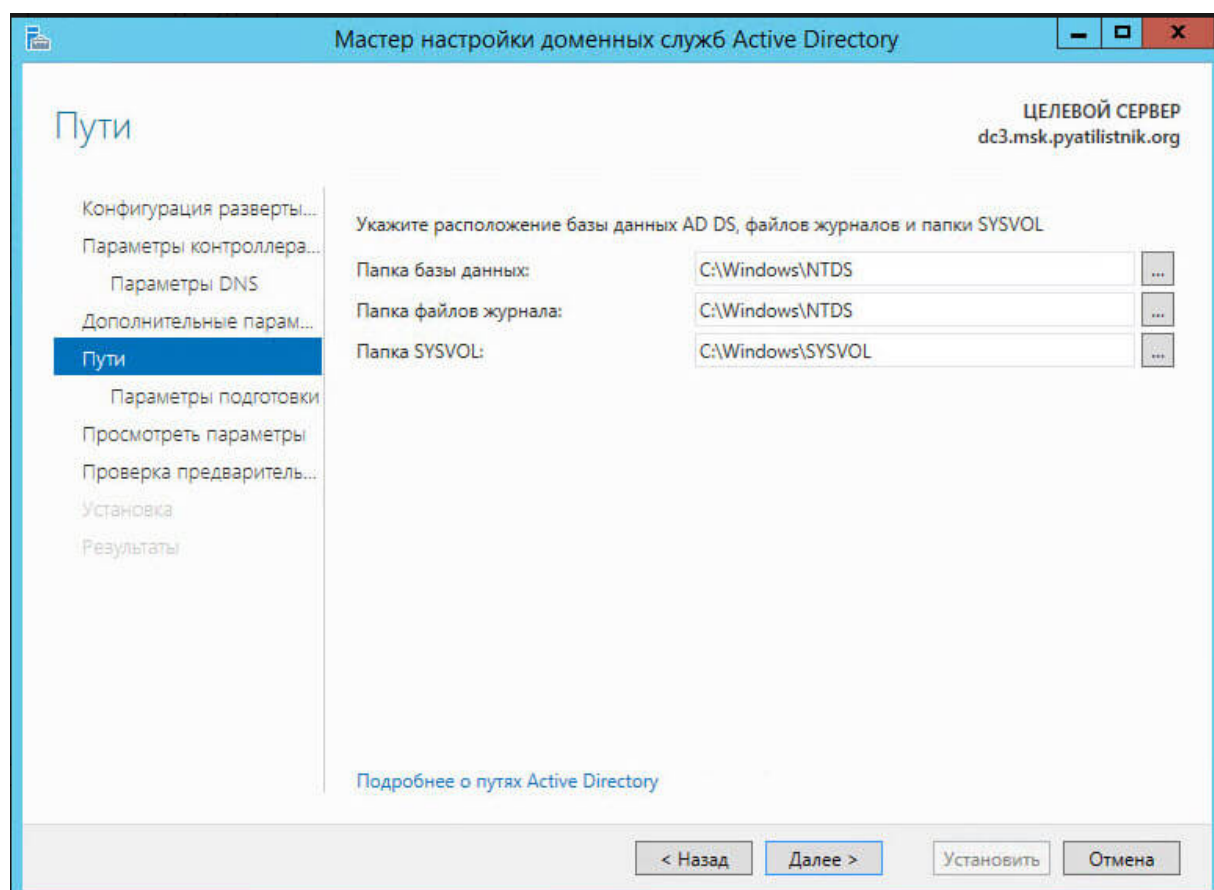 Мастер настройки доменных служб Active Directory
Пути
ЦЕЛЕВОЙ СЕРВЕР
dc3.msk.pyatilistnik.org
Конфигурация разверты...
Параметры контроллера...
Параметры DNS
Дополнительные парам...
Пути
Параметры подготовки
Просмотреть параметры
Проверка предваритель...
Установка
Результаты
Укажите расположение базы данных AD DS, файлов журналов и папки SYSVOL
Папка базы данных: C:\Windows\NTDS ...
Папка файлов журнала: C:\Windows\NTDS ...
Папка SYSVOL: C:\Windows\SYSVOL ...
Подробнее о путях Active Directory
< Назад Далее > Установить Отмена